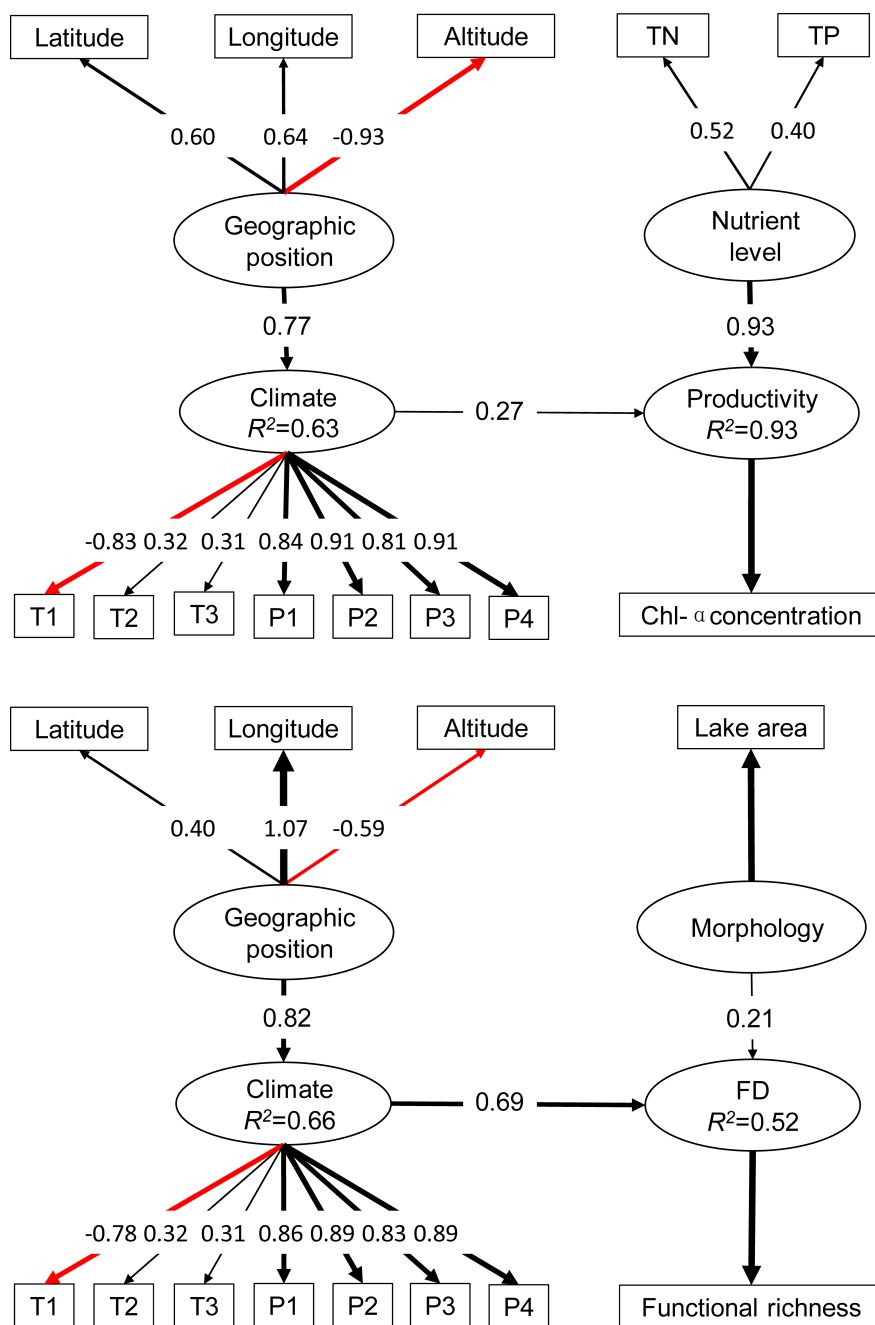 Latitude Longitude Altitude TN TP
0.60 0.64 -0.93 0.52 0.40
Geographic
position
Nutrient
level
0.77 0.93
Climate
R²=0.63
0.27
Productivity
R²=0.93
-0.83 0.32 0.31 0.84 0.91 0.81 0.91
T1 T2 T3 P1 P2 P3 P4
Chl-αconcentration
Latitude Longitude Altitude Lake area
0.40 1.07 -0.59
Geographic
position
Morphology
0.82 0.21
Climate
R²=0.66
0.69
FD
R²=0.52
-0.78 0.32 0.31 0.86 0.89 0.83 0.89
T1 T2 T3 P1 P2 P3 P4
Functional richness